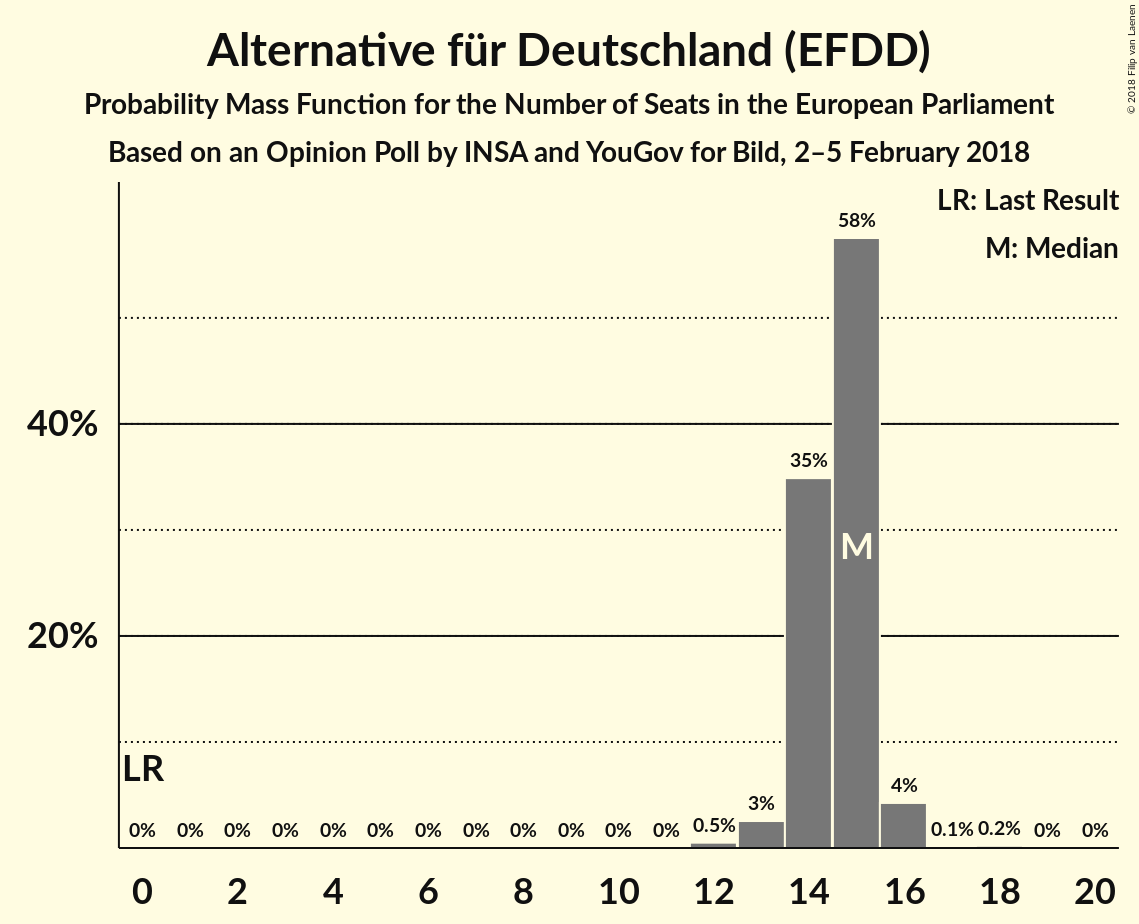 Alternative für Deutschland (EFDD)
Probability Mass Function for the Number of Seats in the European Parliament
Based on an Opinion Poll by INSA and YouGov for Bild, 2–5 February 2018
© 2018 Filip van Laenen
LR: Last Result
M: Median
58%
40%
35%
M
20%
LR
0% 0% 0% 0% 0% 0% 0% 0% 0% 0% 0% 0% 0.5% 3% 4% 0.1% 0.2% 0% 0%
0 2 4 6 8 10 12 14 16 18 20